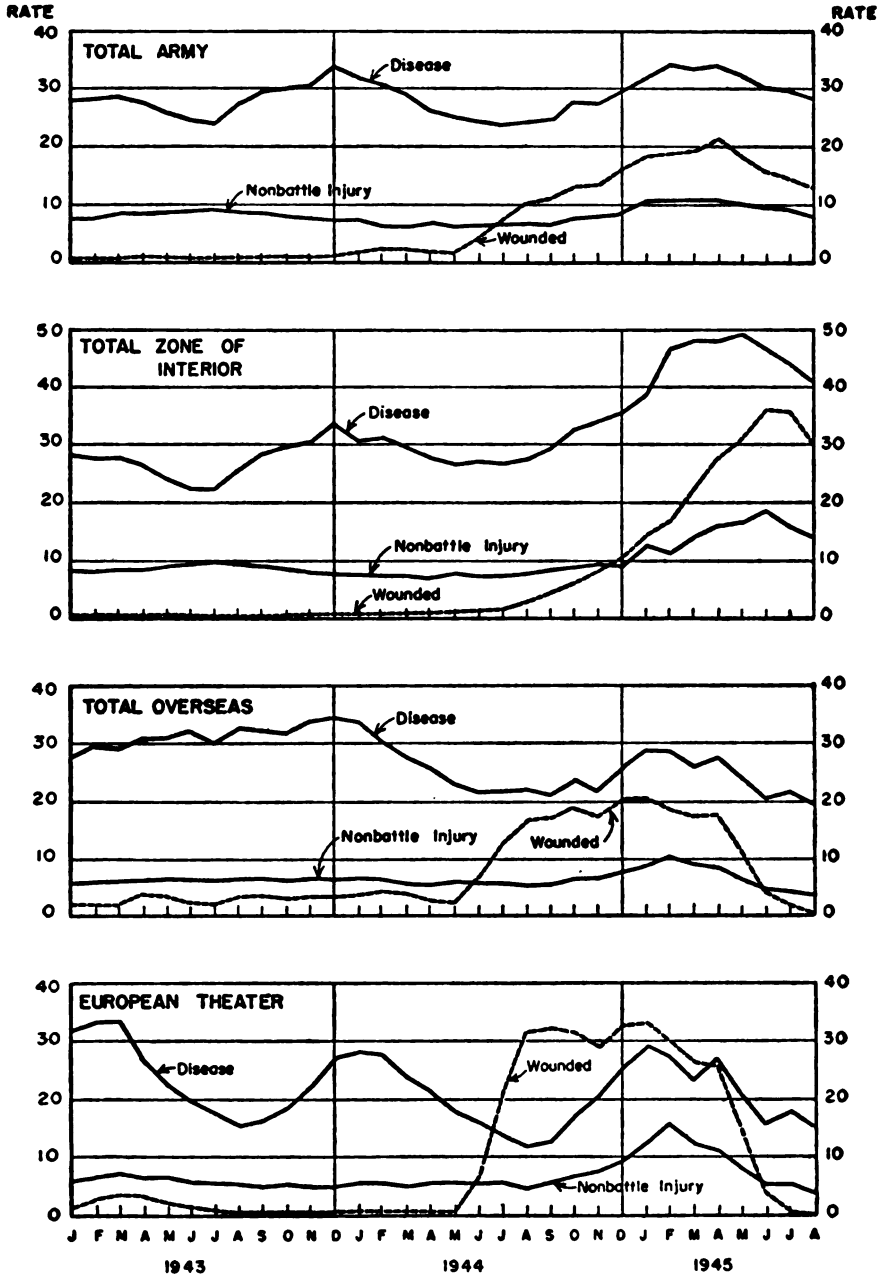 RATE RATE
40 40
TOTAL ARMY
Disease
30 30
20 20
Nonbattle Injury
10 10
Wounded
0 0
50 50
TOTAL ZONE OF
INTERIOR
40 40
Disease
30 30
20 20
Nonbattle Injury
10 10
Wounded
0 0
40 40
TOTAL OVERSEAS
Disease
30 30
20 20
Nonbattle Injury
Wounded
10 10
0 0
40 40
EUROPEAN THEATER
30 30
Disease
Wounded
20 20
10 10
Nonbattle Injury
0 0
J F M A M J J A S O N D J F M A M J J A S O N D J F M A M J J A
1943 1944 1945